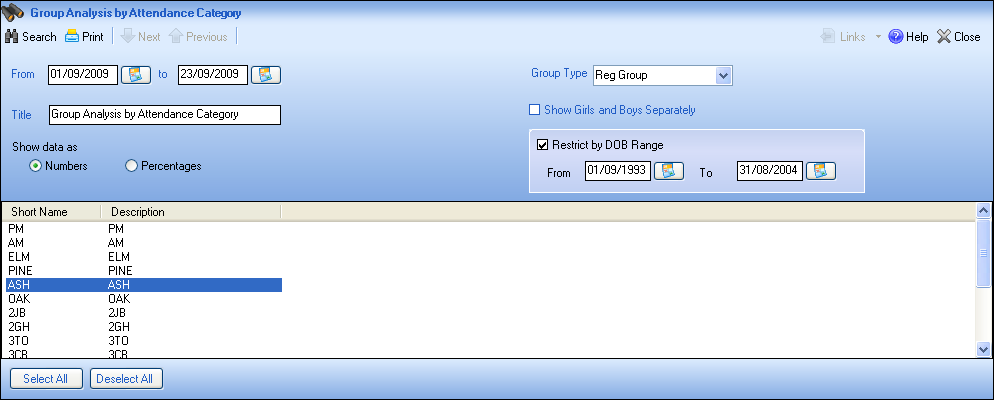 Group Analysis by Attendance Category
Search Print Next Previous Links Help Close
From 01/09/2009 to 23/09/2009 Group Type Reg Group
Title Group Analysis by Attendance Category Show Girls and Boys Separately
Show data as Restrict by DOB Range
Numbers Percentages From 01/09/1993 To 31/08/2004
Short Name Description
PM PM
AM AM
ELM ELM
PINE PINE
ASH ASH
OAK OAK
2JB 2JB
2GH 2GH
3TO 3TO
3CB 3CB
Select All Deselect All